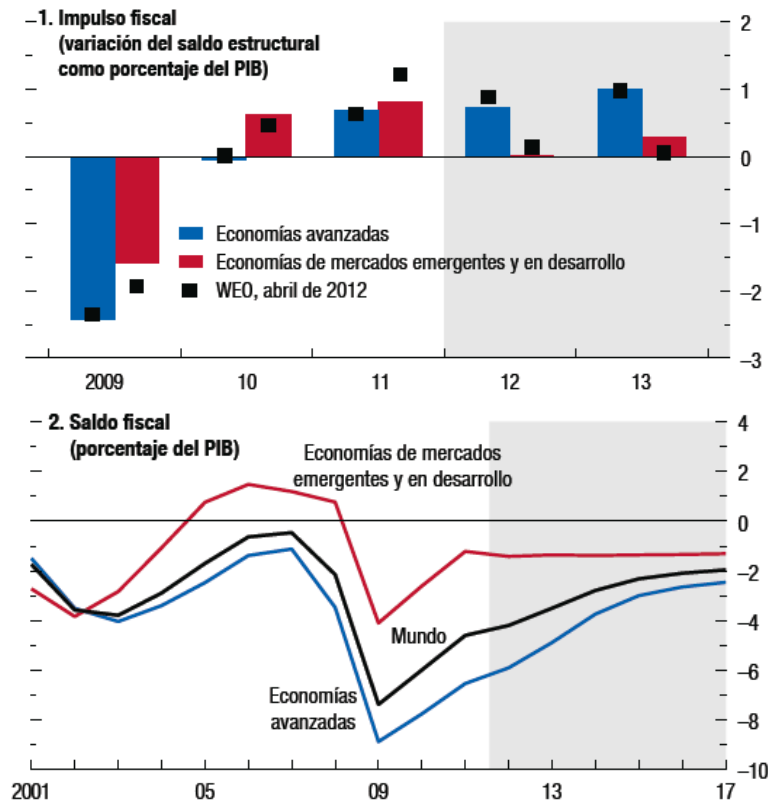 1. Impulso fiscal
(variación del saldo estructural
como porcentaje del PIB)
2
1
0
–1
–2
–3
Economías avanzadas
Economías de mercados emergentes y en desarrollo
WEO, abril de 2012
2009
10
11
12
13
2. Saldo fiscal
(porcentaje del PIB)
Economías de mercados
emergentes y en desarrollo
Mundo
Economías
avanzadas
4
2
0
–2
–4
–6
–8
–10
2001
05
09
13
17